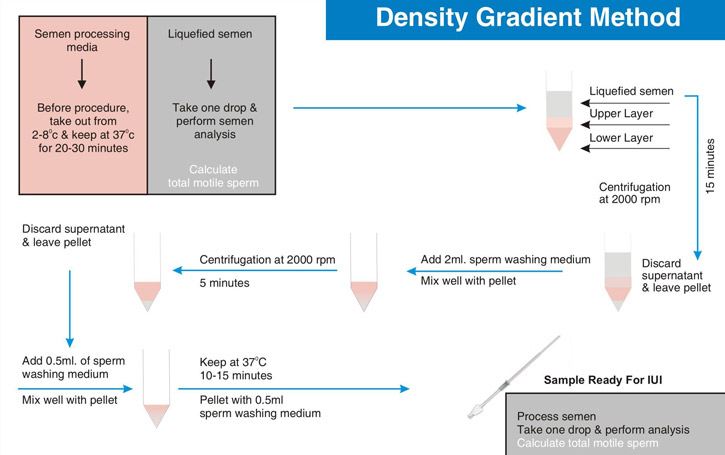 Density Gradient Method
Semen processing
media
Before procedure,
take out from
2-8°c & keep at 37°c
for 20-30 minutes
Liquefied semen
Take one drop &
perform semen
analysis
Calculate
total motile sperm
Liquefied semen
Upper Layer
Lower Layer
15 minutes
Centrifugation
at 2000 rpm
Discard
supernatant
& leave pellet
Add 2ml. sperm washing medium
Mix well with pellet
Centrifugation at 2000 rpm
5 minutes
Discard supernatant
& leave pellet
Add 0.5ml. of sperm
washing medium
Mix well with pellet
Keep at 37°C
10-15 minutes
Pellet with 0.5ml
sperm washing medium
Sample Ready For IUI
Process semen
Take one drop & perform analysis
Calculate total motile sperm